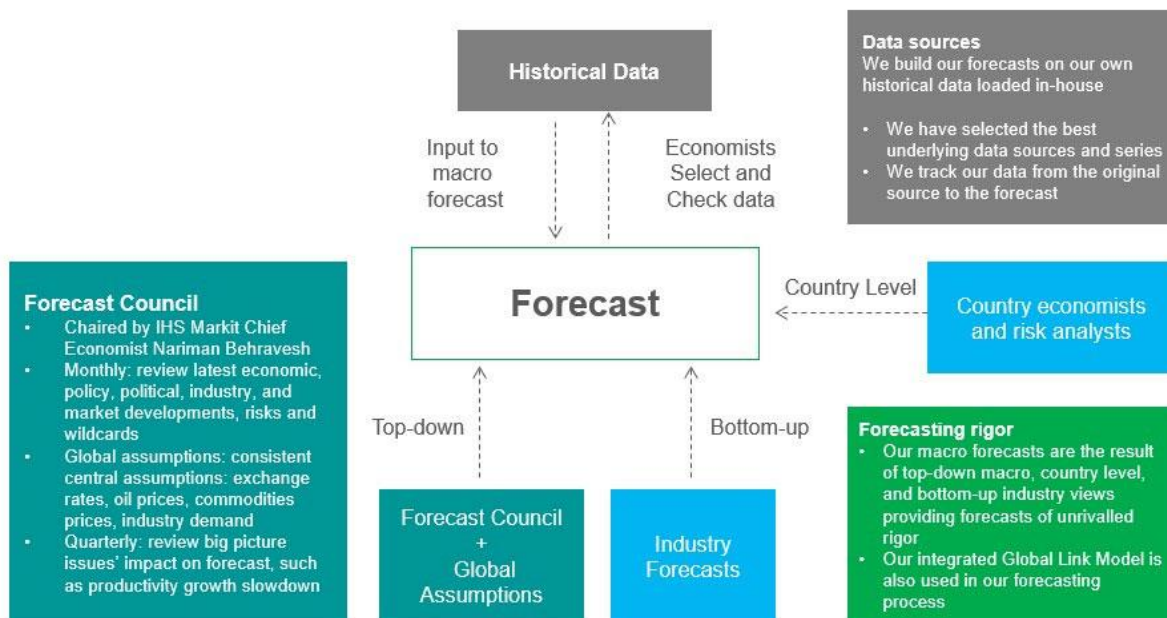 Historical Data
Data sources
We build our forecasts on our own
historical data loaded in-house
• We have selected the best
underlying data sources and series
• We track our data from the original
source to the forecast
Input to
macro
forecast
Economists
Select and
Check data
Forecast Council
• Chaired by IHS Markit Chief
Economist Nariman Behravesh
• Monthly: review latest economic,
policy, political, industry, and
market developments, risks and
wildcards
• Global assumptions: consistent
central assumptions: exchange
rates, oil prices, commodities
prices, industry demand
• Quarterly: review big picture
issues' impact on forecast, such
as productivity growth slowdown
Forecast
Country Level
Country economists
and risk analysts
Top-down
Bottom-up
Forecast Council
+
Global
Assumptions
Industry
Forecasts
Forecasting rigor
• Our macro forecasts are the result
of top-down macro, country level,
and bottom-up industry views
providing forecasts of unrivalled
rigor
• Our integrated Global Link Model is
also used in our forecasting
process